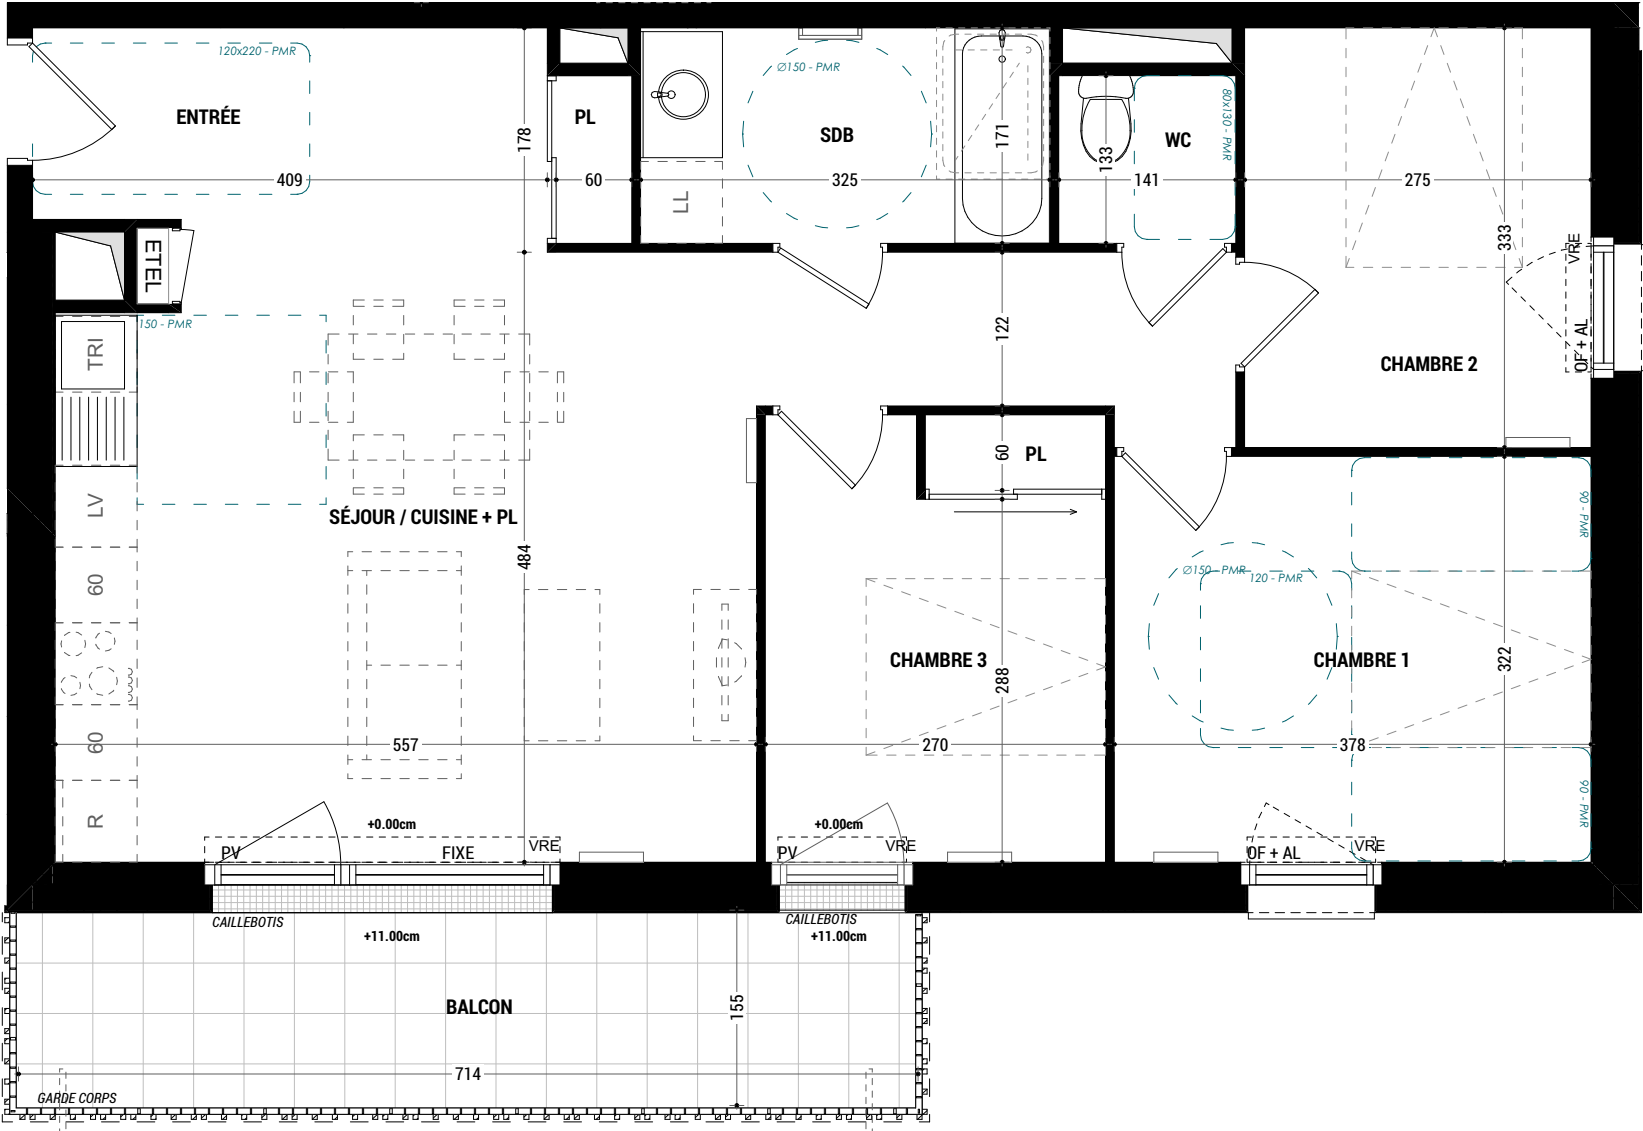 120x220 - PMR
ENTRÉE
409
178
PL
60
Ø150 - PMR
SDB
325
171
LL
WC
133
141
80x130 - PMR
275
333
VRE
OF + AL
CHAMBRE 2
ETEL
150 - PMR
TRI
LV
60
60
R
SÉJOUR / CUISINE + PL
484
122
60
PL
CHAMBRE 3
288
Ø150 - PMR
120 - PMR
90 - PMR
CHAMBRE 1
322
90 - PMR
557
270
378
+0.00cm
PV
FIXE
VRE
+0.00cm
PV
VRE
OF + AL
VRE
CAILLEBOTIS
+11.00cm
CAILLEBOTIS
+11.00cm
BALCON
155
714
GARDE CORPS